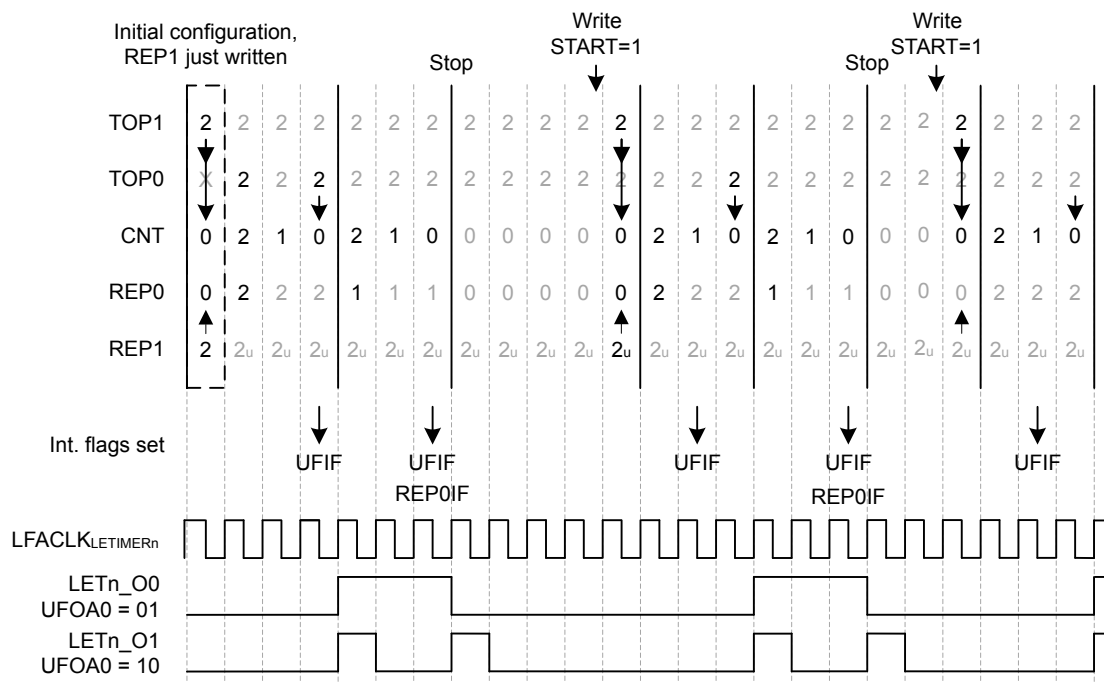 Initial configuration,
REP1 just written
Stop
Write
START=1
Stop
Write
START=1
TOP1 2 2 2 2 2 2 2 2 2 2 2 2 2 2 2 2 2 2 2 2 2 2 2 2
TOP0 X 2 2 2 2 2 2 2 2 2 2 2 2 2 2 2 2 2 2 2 2 2 2 2
CNT 0 2 1 0 2 1 0 0 0 0 0 0 2 1 0 2 1 0 0 0 0 2 1 0
REP0 0 2 2 2 1 1 1 0 0 0 0 0 2 2 2 1 1 1 0 0 0 2 2 2
REP1 2 2u 2u 2u 2u 2u 2u 2u 2u 2u 2u 2u 2u 2u 2u 2u 2u 2u 2u 2u 2u 2u 2u 2u
Int. flags set
UFIF UFIF UFIF UFIF UFIF
REP0IF REP0IF
LFACLKLETIMERn
LETn_O0
UFOA0 = 01
LETn_O1
UFOA0 = 10